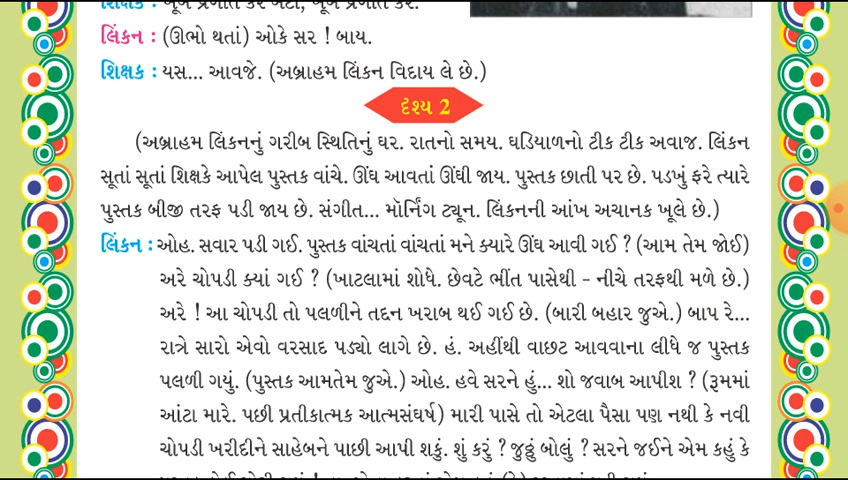 શિક્ષક : ખૂબ પ્રગતિ કર બેટા, ખૂબ પ્રગતિ કર.
લિંકન : (ઊભો થતાં) ઓકે સર ! બાય.
શિક્ષક : યસ... આવજે. (અબ્રાહમ લિંકન વિદાય લે છે.)
દૃશ્ય 2
(અબ્રાહમ લિંકનનું ગરીબ સ્થિતિનું ઘર. રાતનો સમય. ઘડિયાળનો ટીક ટીક અવાજ. લિંકન
સૂતાં સૂતાં શિક્ષકે આપેલ પુસ્તક વાંચે. ઊંઘ આવતાં ઊંઘી જાય. પુસ્તક છાતી પર છે. પડખું ફરે ત્યારે
પુસ્તક બીજી તરફ પડી જાય છે. સંગીત... મૉર્નિંગ ટ્યૂન. લિંકનની આંખ અચાનક ખૂલે છે.)
લિંકન : ઓહ. સવાર પડી ગઈ. પુસ્તક વાંચતાં વાંચતાં મને ક્યારે ઊંઘ આવી ગઈ ? (આમ તેમ જોઈ)
અરે ચોપડી ક્યાં ગઈ ? (ખાટલામાં શોધે. છેવટે ભીંત પાસેથી - નીચે તરફથી મળે છે.)
અરે ! આ ચોપડી તો પલળીને તદ્દન ખરાબ થઈ ગઈ છે. (બારી બહાર જુએ.) બાપ રે...
રાત્રે સારો એવો વરસાદ પડ્યો લાગે છે. હં. અહીંથી વાછટ આવવાના લીધે જ પુસ્તક
પલળી ગયું. (પુસ્તક આમતેમ જુએ.) ઓહ. હવે સરને હું... શો જવાબ આપીશ ? (રૂમમાં
આંટા મારે. પછી પ્રતીકાત્મક આત્મસંઘર્ષ) મારી પાસે તો એટલા પૈસા પણ નથી કે નવી
ચોપડી ખરીદીને સાહેબને પાછી આપી શકું. શું કરું ? જુઠ્ઠું બોલું ? સરને જઈને એમ કહું કે